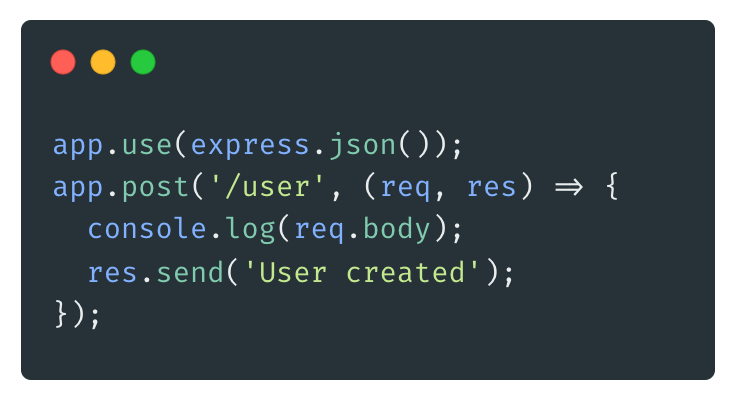 app.use(express.json());
app.post('/user', (req, res) => {
  console.log(req.body);
  res.send('User created');
});